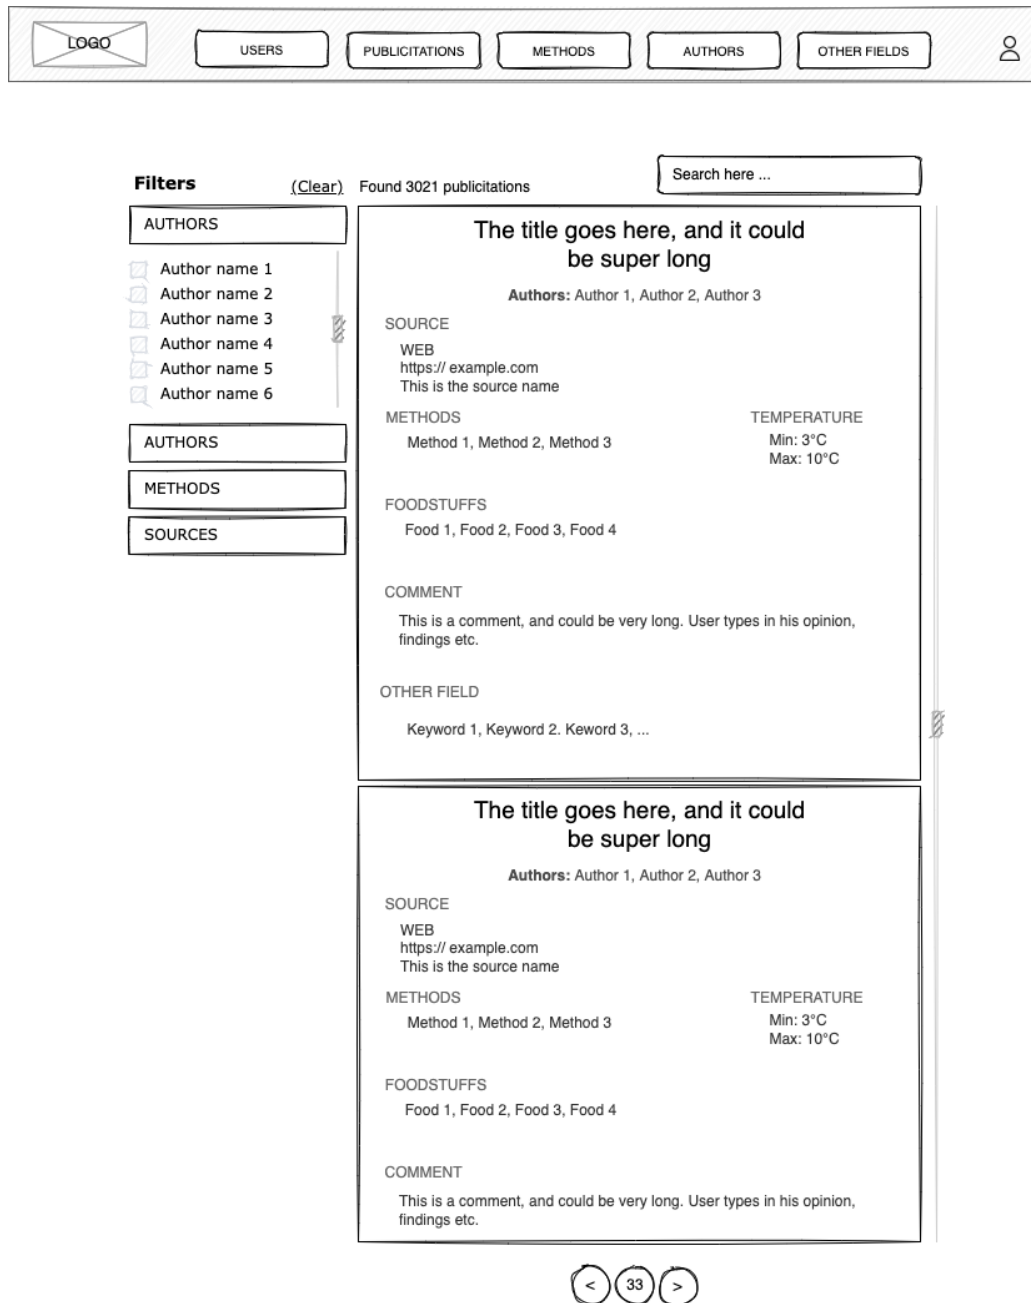 LOGO
USERS
PUBLICITATIONS
METHODS
AUTHORS
OTHER FIELDS
Filters
(Clear)
AUTHORS
Author name 1
Author name 2
Author name 3
Author name 4
Author name 5
Author name 6
AUTHORS
METHODS
SOURCES
Found 3021 publicitations
Search here ...
The title goes here, and it could
be super long
Authors: Author 1, Author 2, Author 3
SOURCE
WEB
https:// example.com
This is the source name
METHODS
Method 1, Method 2, Method 3
TEMPERATURE
Min: 3°C
Max: 10°C
FOODSTUFFS
Food 1, Food 2, Food 3, Food 4
COMMENT
This is a comment, and could be very long. User types in his opinion,
findings etc.
OTHER FIELD
Keyword 1, Keyword 2. Keword 3, ...
The title goes here, and it could
be super long
Authors: Author 1, Author 2, Author 3
SOURCE
WEB
https:// example.com
This is the source name
METHODS
Method 1, Method 2, Method 3
TEMPERATURE
Min: 3°C
Max: 10°C
FOODSTUFFS
Food 1, Food 2, Food 3, Food 4
COMMENT
This is a comment, and could be very long. User types in his opinion,
findings etc.
< 33 >